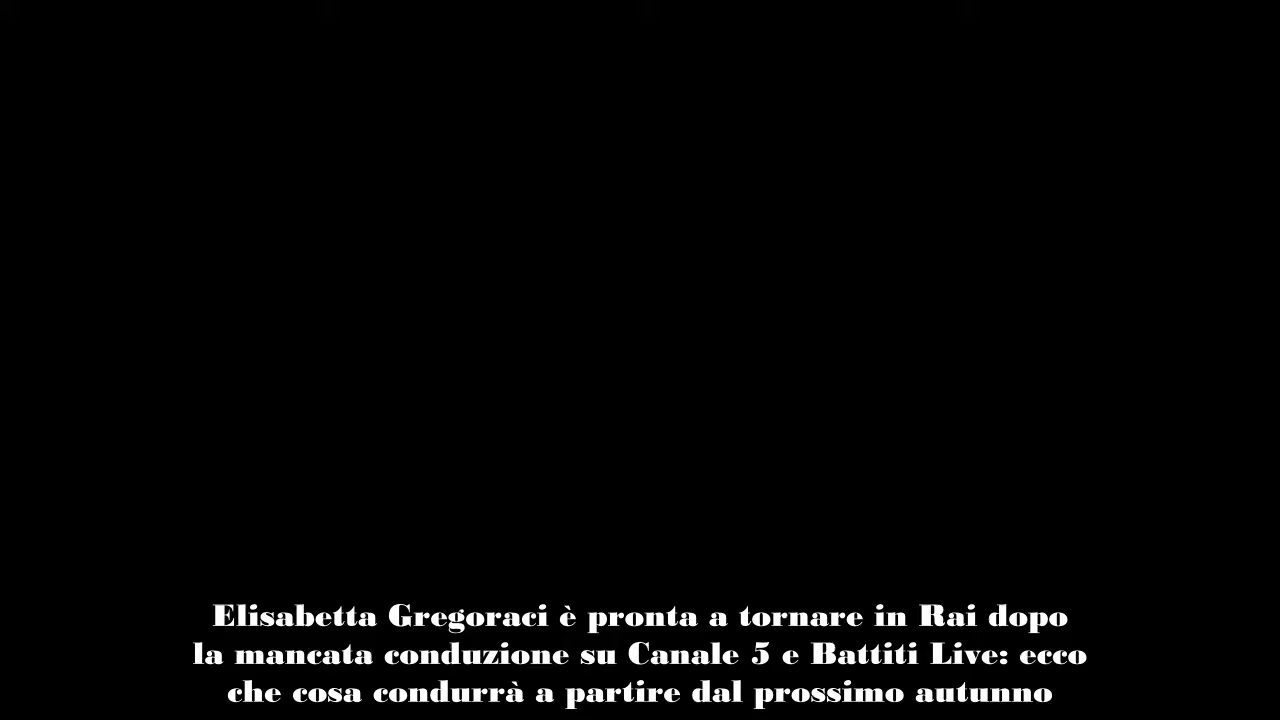 Elisabetta Gregoraci è pronta a tornare in Rai dopo
la mancata conduzione su Canale 5 e Battiti Live: ecco
che cosa condurrà a partire dal prossimo autunno